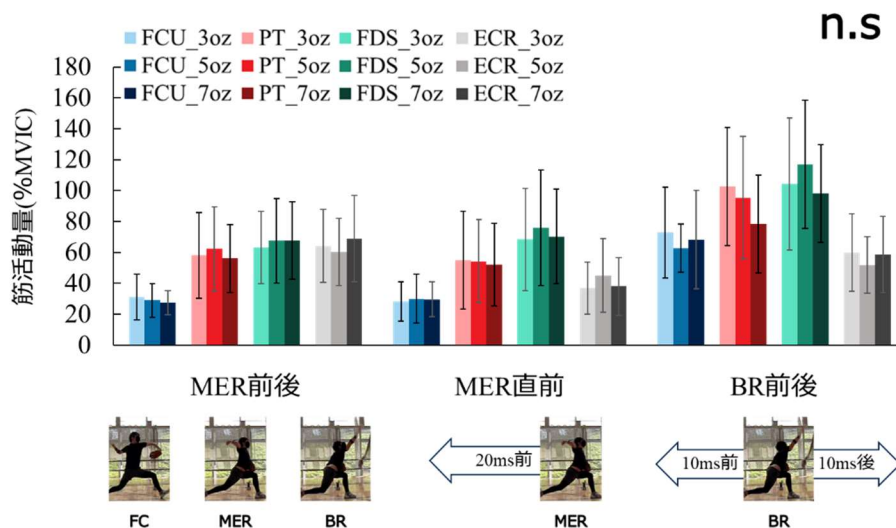 n.s
FCU_3oz PT_3oz FDS_3oz ECR_3oz
FCU_5oz PT_5oz FDS_5oz ECR_5oz
FCU_7oz PT_7oz FDS_7oz ECR_7oz
筋活動量(%MVIC)
180
160
140
120
100
80
60
40
20
0
MER前後 MER直前 BR前後
20ms前 10ms前 10ms後
FC MER BR MER BR